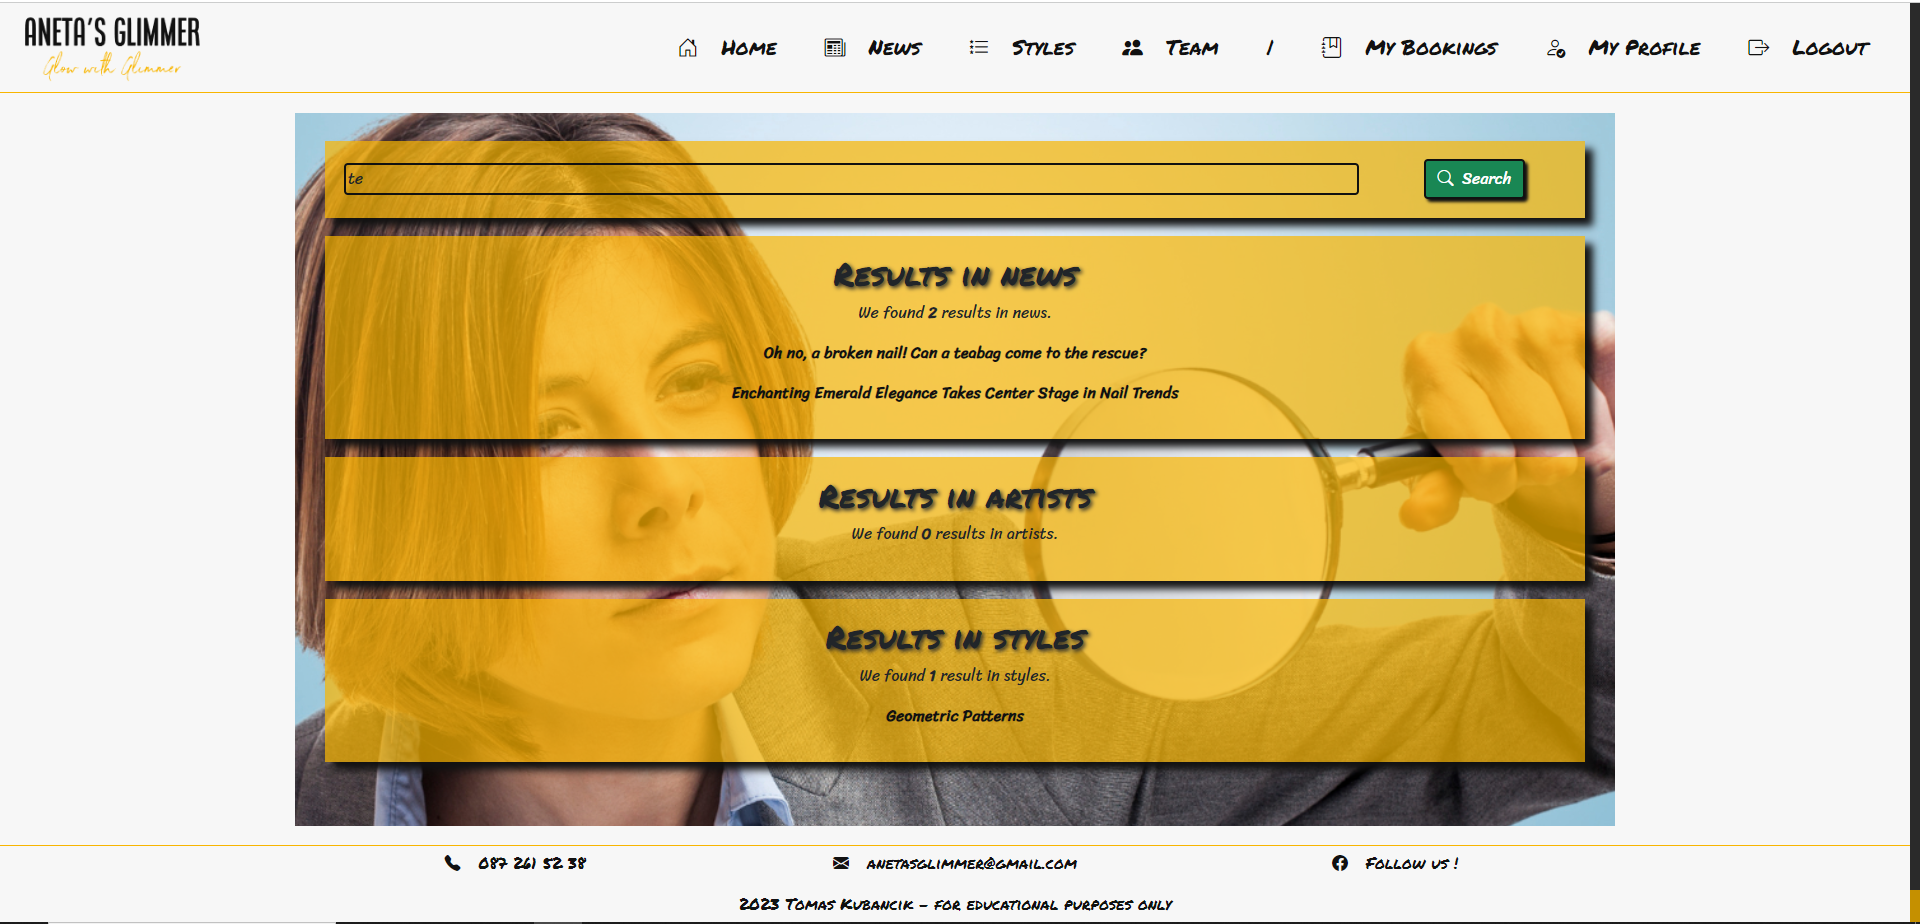 ANETA'S GLIMMER
Glow with Glimmer
Home News Styles Team / My Bookings My Profile Logout
te
Search
Results in news
We found 2 results in news.
Oh no, a broken nail! Can a teabag come to the rescue?
Enchanting Emerald Elegance Takes Center Stage in Nail Trends
Results in artists
We found 0 results in artists.
Results in styles
We found 1 result in styles.
Geometric Patterns
087 261 52 38 anetasglimmer@gmail.com Follow us !
2023 Tomas Kubancik - for educational purposes only